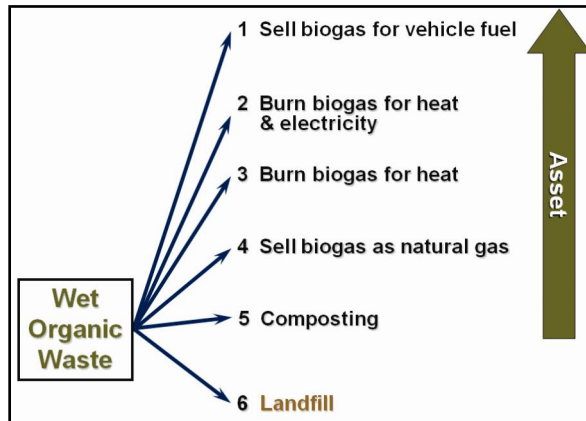 1 Sell biogas for vehicle fuel
2 Burn biogas for heat
& electricity
3 Burn biogas for heat
4 Sell biogas as natural gas
5 Composting
6 Landfill
Wet
Organic
Waste
Asset